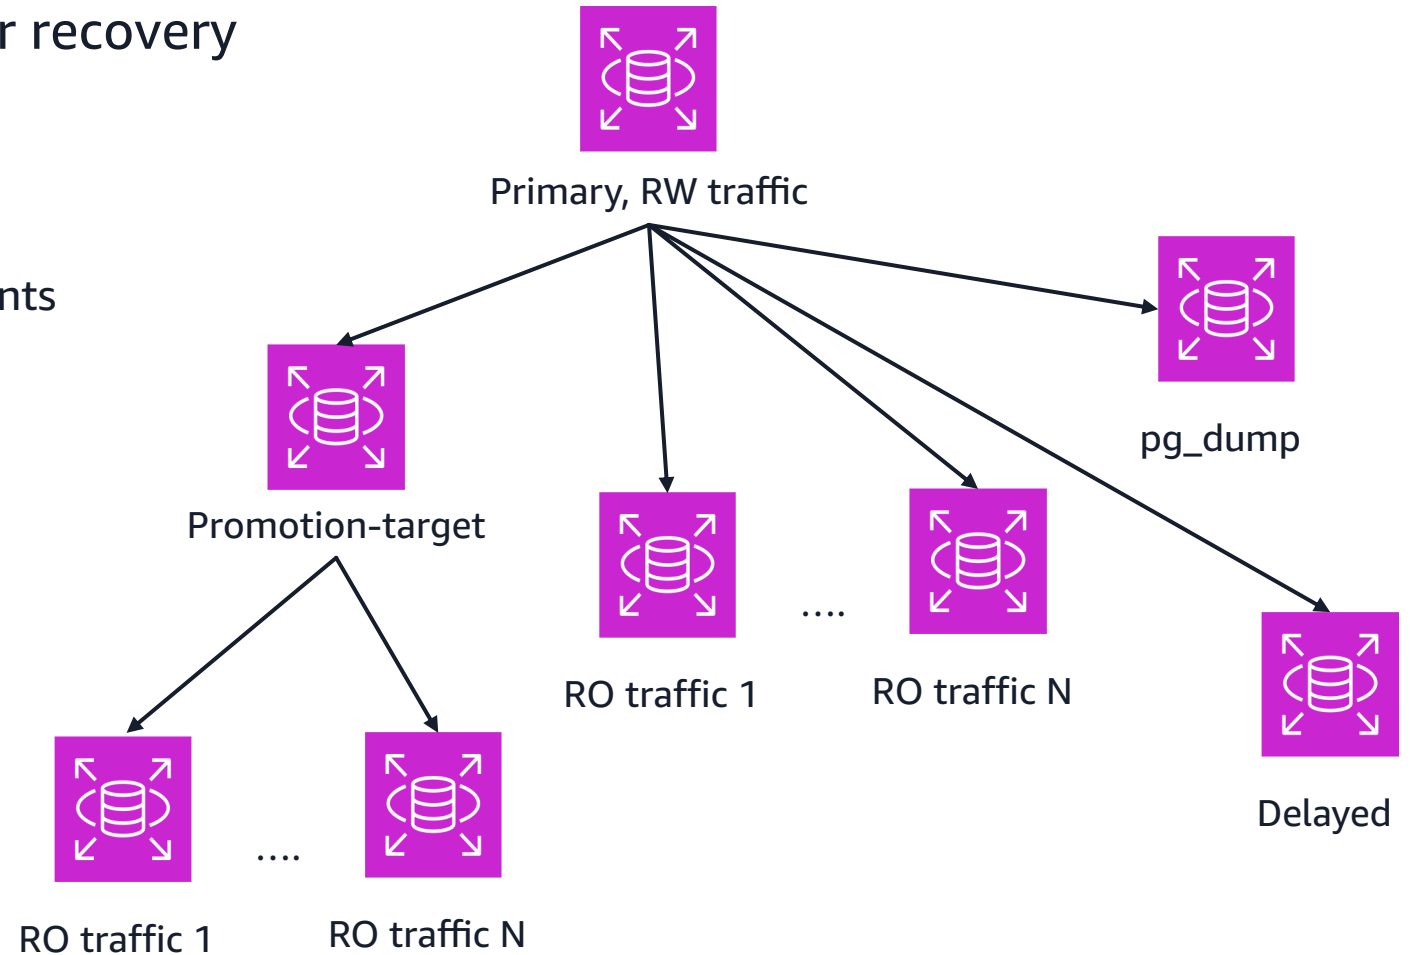 r recovery
Primary, RW traffic
nts
pg_dump
Promotion-target
....
RO traffic 1
RO traffic N
Delayed
....
RO traffic 1
RO traffic N